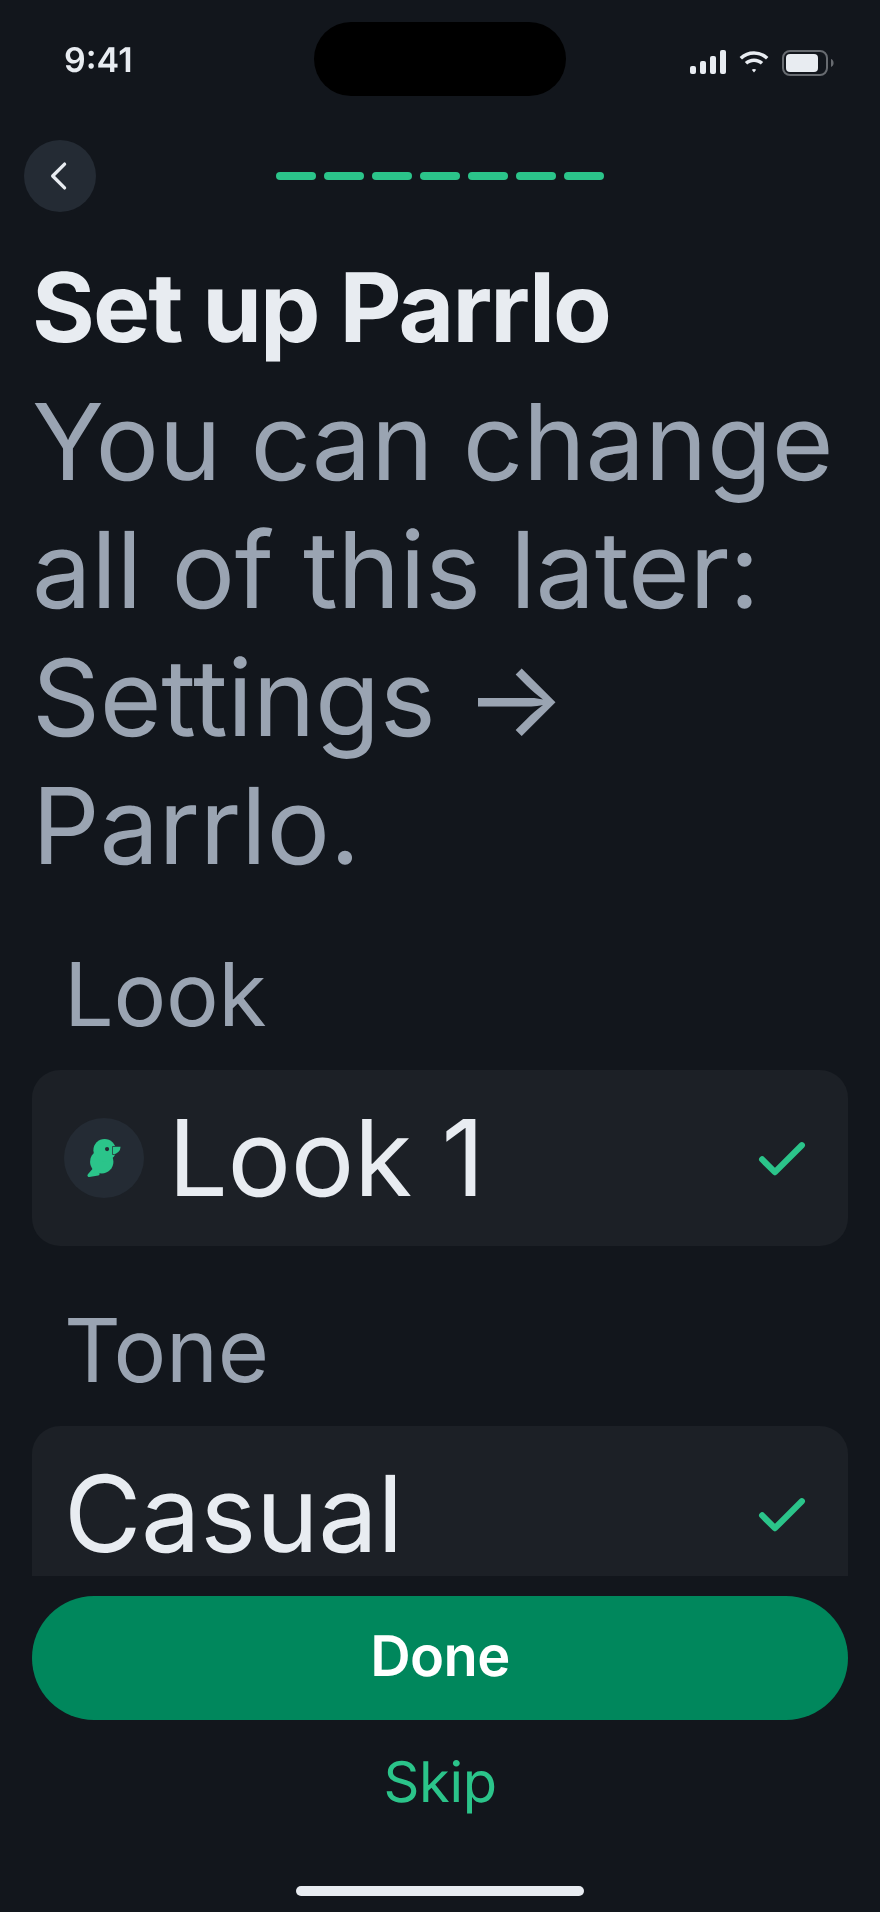 9:41
Set up Parrlo
You can change
all of this later:
Settings →
Parrlo.
Look
Look 1
Tone
Casual
Done
Skip